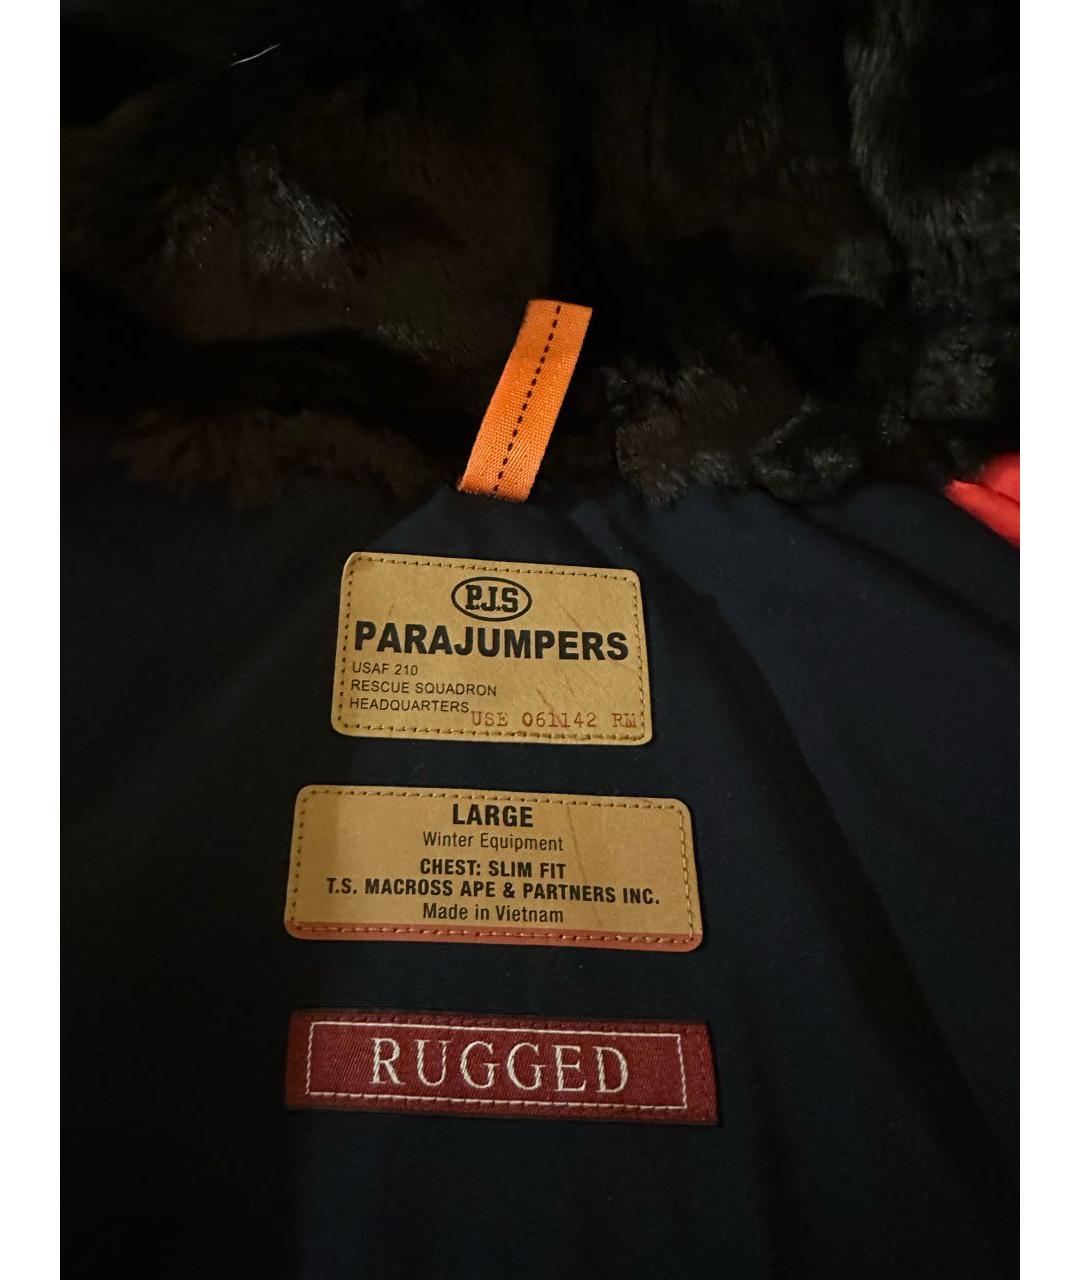 P.J.S
PARAJUMPERS
USAF 210
RESCUE SQUADRON
HEADQUARTERS
USE 061142 RM
LARGE
Winter Equipment
CHEST: SLIM FIT
T.S. MACROSS APE & PARTNERS INC.
Made in Vietnam
RUGGED